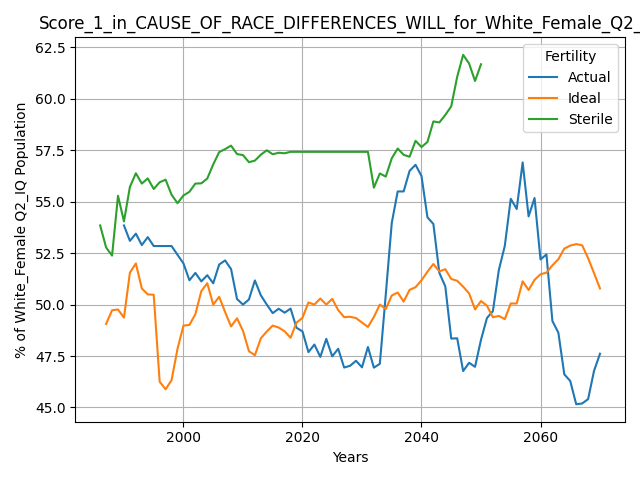 Score_1_in_CAUSE_OF_RACE_DIFFERENCES_WILL_for_White_Female_Q2_
% of White_Female Q2_IQ Population
62.5
60.0
57.5
55.0
52.5
50.0
47.5
45.0
Fertility
Actual
Ideal
Sterile
2000
2020
2040
2060
Years